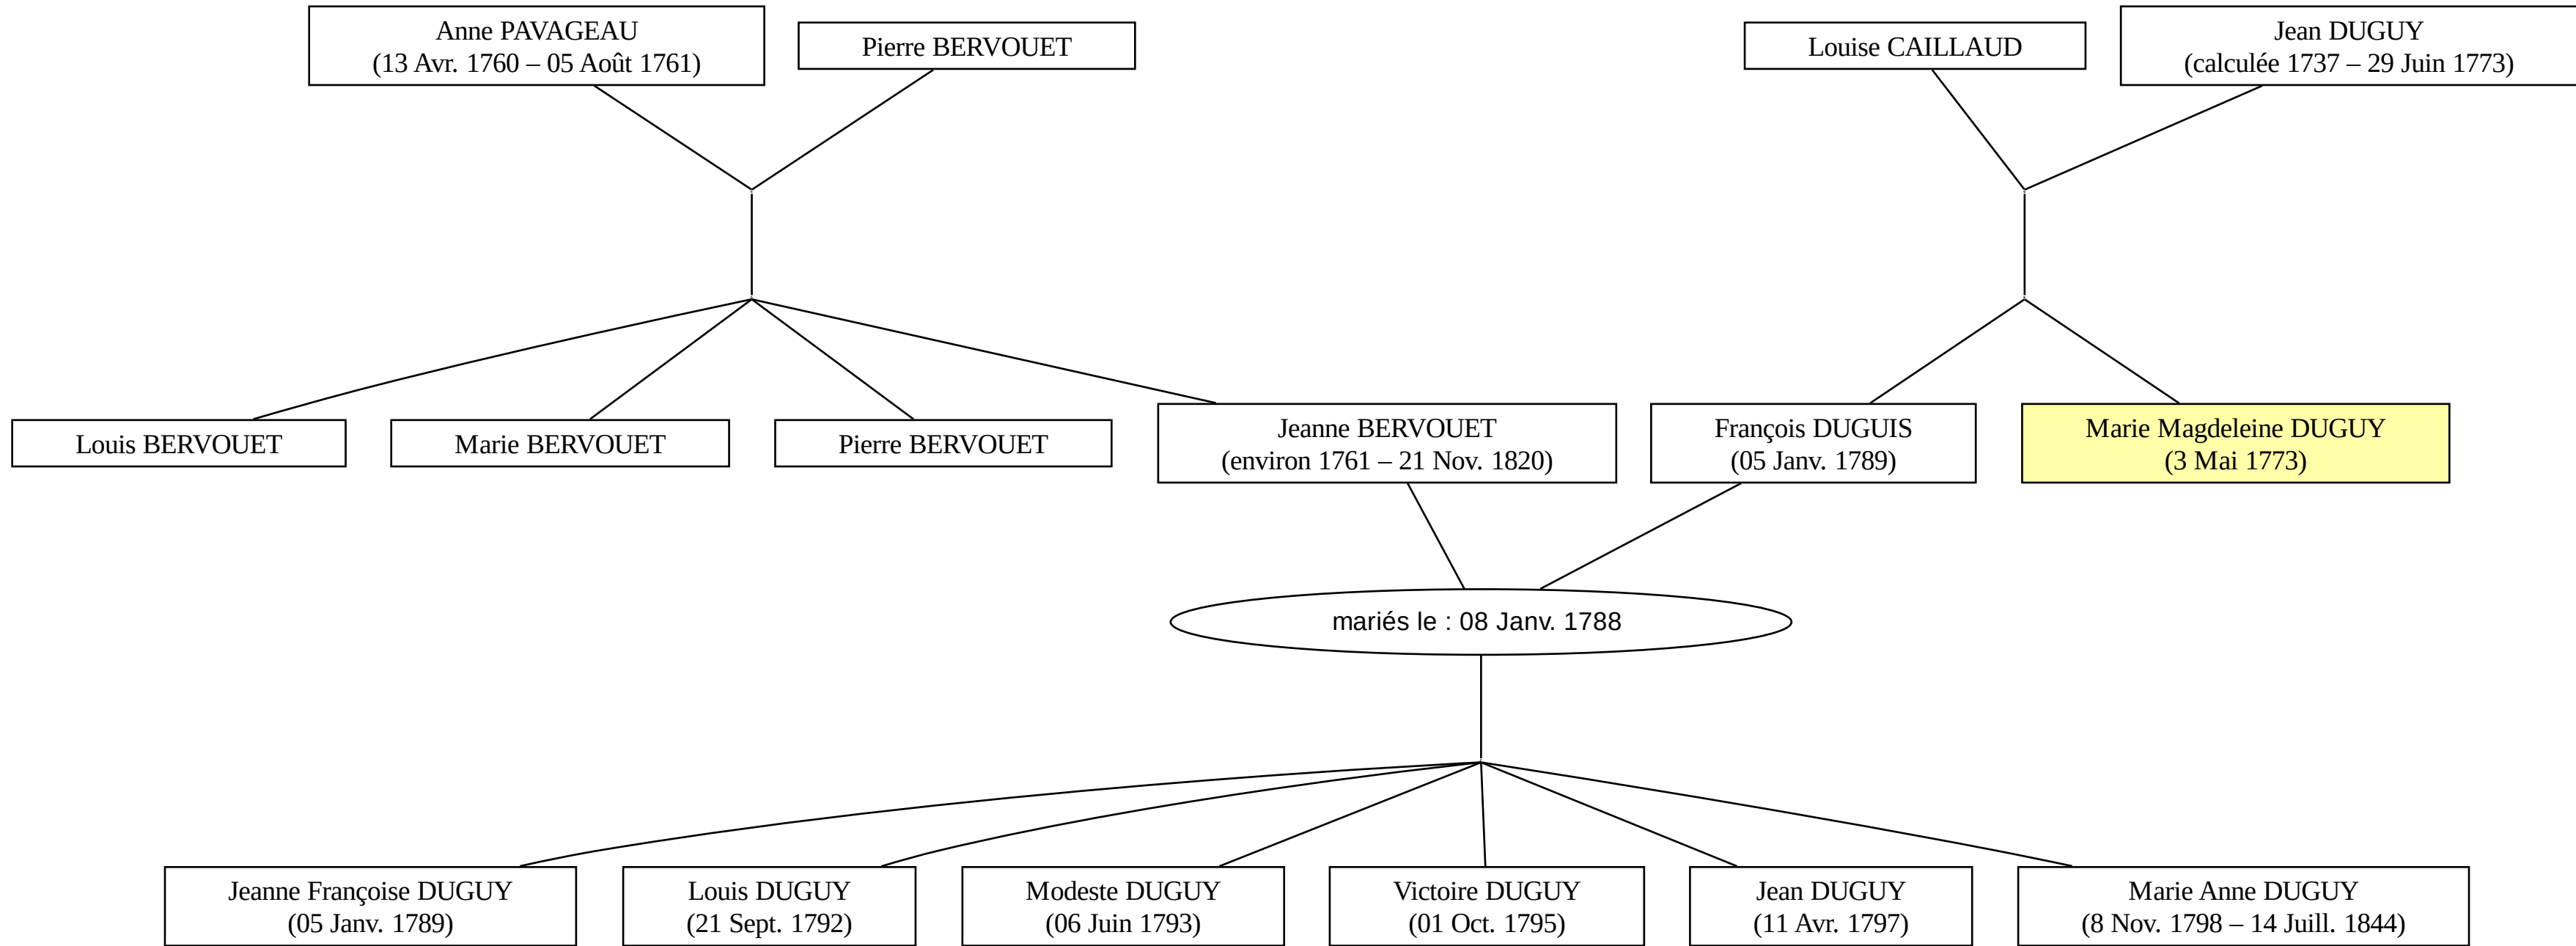 Anne PAVAGEAU
(13 Avr. 1760 – 05 Août 1761)
Pierre BERVOUET
Louise CAILLAUD
Jean DUGUY
(calculée 1737 – 29 Juin 1773)
Louis BERVOUET
Marie BERVOUET
Pierre BERVOUET
Jeanne BERVOUET
(environ 1761 – 21 Nov. 1820)
François DUGUIS
(05 Janv. 1789)
Marie Magdeleine DUGUY
(3 Mai 1773)
mariés le : 08 Janv. 1788
Jeanne Françoise DUGUY
(05 Janv. 1789)
Louis DUGUY
(21 Sept. 1792)
Modeste DUGUY
(06 Juin 1793)
Victoire DUGUY
(01 Oct. 1795)
Jean DUGUY
(11 Avr. 1797)
Marie Anne DUGUY
(8 Nov. 1798 – 14 Juill. 1844)